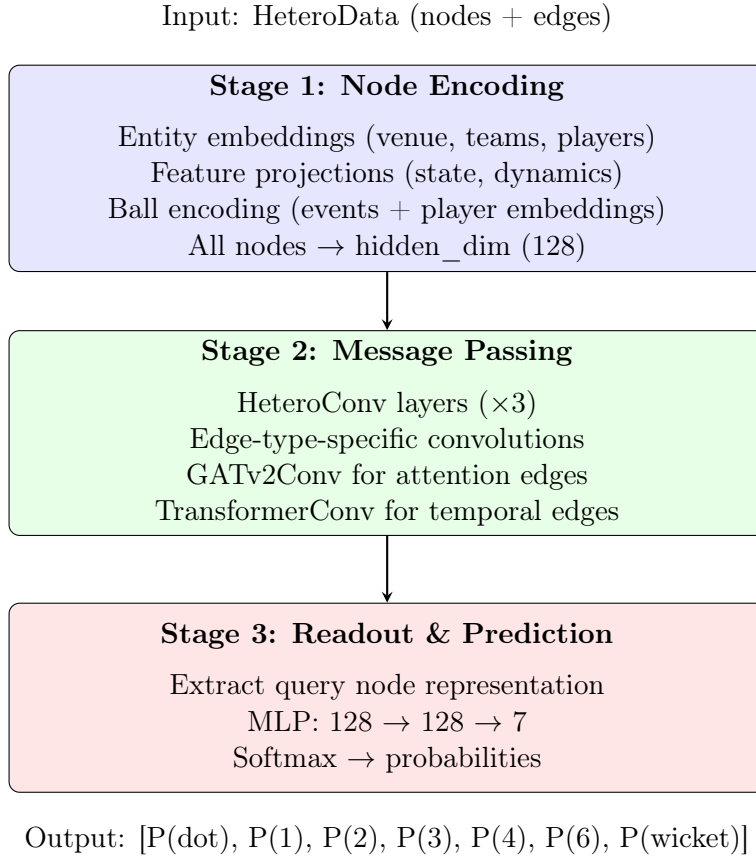 Input: HeteroData (nodes + edges)
Stage 1: Node Encoding
Entity embeddings (venue, teams, players)
Feature projections (state, dynamics)
Ball encoding (events + player embeddings)
All nodes → hidden_dim (128)
Stage 2: Message Passing
HeteroConv layers (×3)
Edge-type-specific convolutions
GATv2Conv for attention edges
TransformerConv for temporal edges
Stage 3: Readout & Prediction
Extract query node representation
MLP: 128 → 128 → 7
Softmax → probabilities
Output: [P(dot), P(1), P(2), P(3), P(4), P(6), P(wicket)]